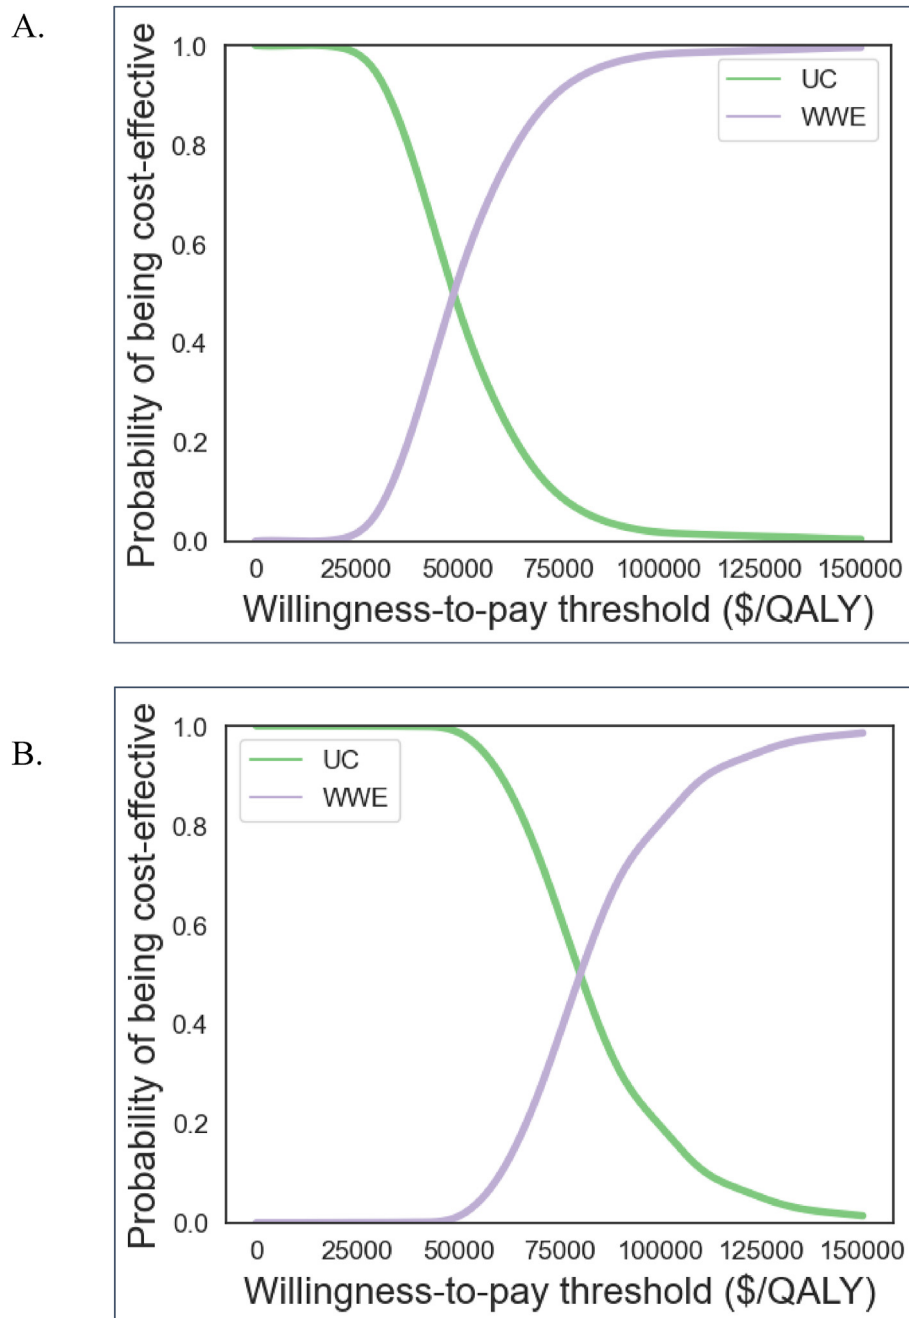 A.
Probability of being cost-effective
1.0
0.8
0.6
0.4
0.2
0.0
UC
WWE
0 25000 50000 75000 100000 125000 150000
Willingness-to-pay threshold ($/QALY)
B.
Probability of being cost-effective
1.0
0.8
0.6
0.4
0.2
0.0
UC
WWE
0 25000 50000 75000 100000 125000 150000
Willingness-to-pay threshold ($/QALY)